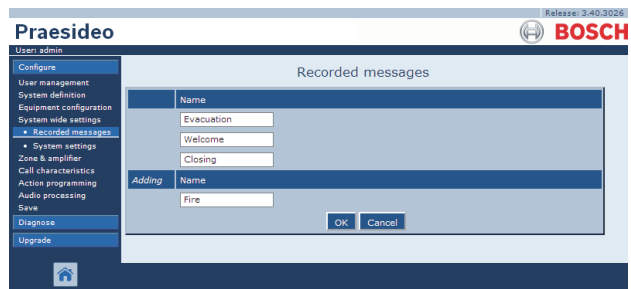 Release: 3.40.3026
Praesideo
BOSCH
User: admin
Configure
User management
System definition
Equipment configuration
System wide settings
• Recorded messages
• System settings
Zone & amplifier
Call characteristics
Action programming
Audio processing
Save
Diagnose
Upgrade
Recorded messages
Name
Evacuation
Welcome
Closing
Adding Name
Fire
OK Cancel